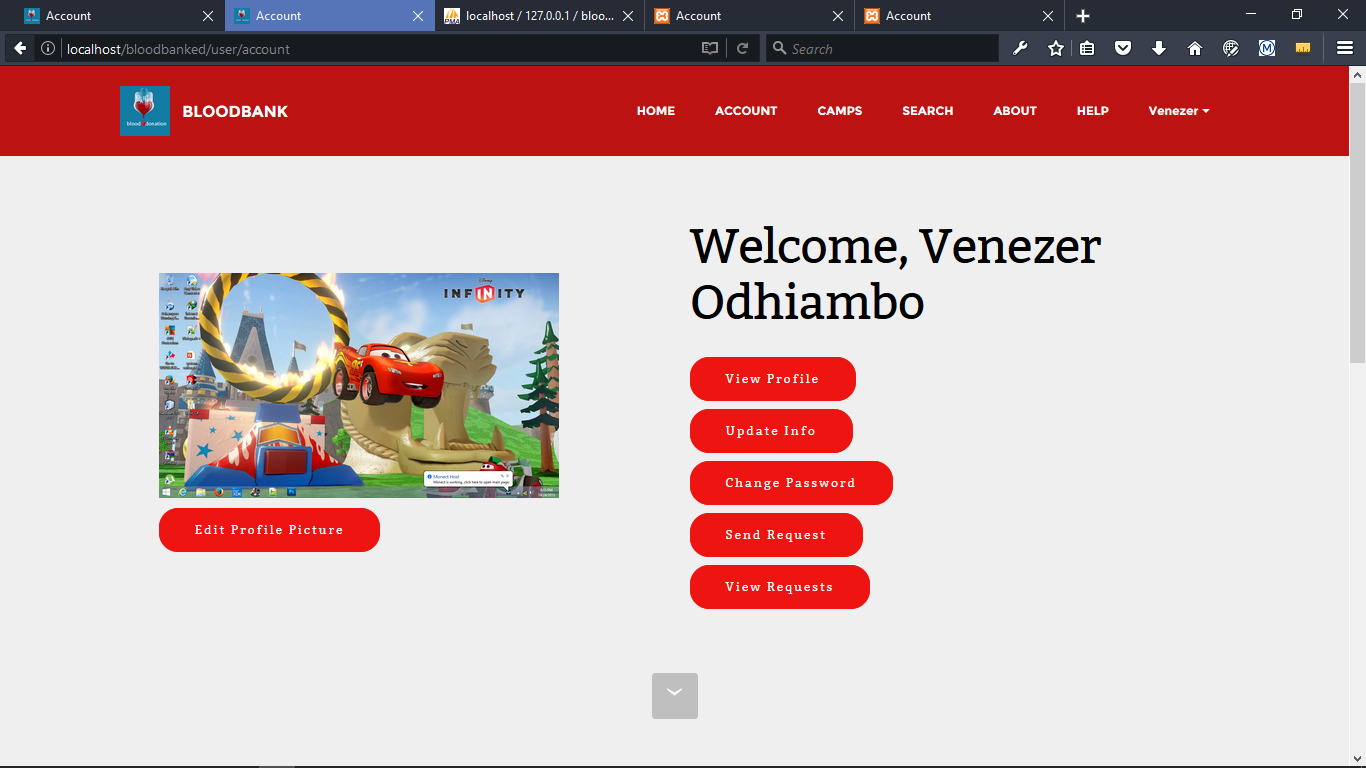 Account
Account
localhost / 127.0.0.1 / bloo...
Account
Account
localhost/bloodbanked/user/account
Search
BLOODBANK
HOME ACCOUNT CAMPS SEARCH ABOUT HELP Venezer
Welcome, Venezer
Odhiambo
INFINITY
View Profile
Update Info
Change Password
Send Request
View Requests
Edit Profile Picture